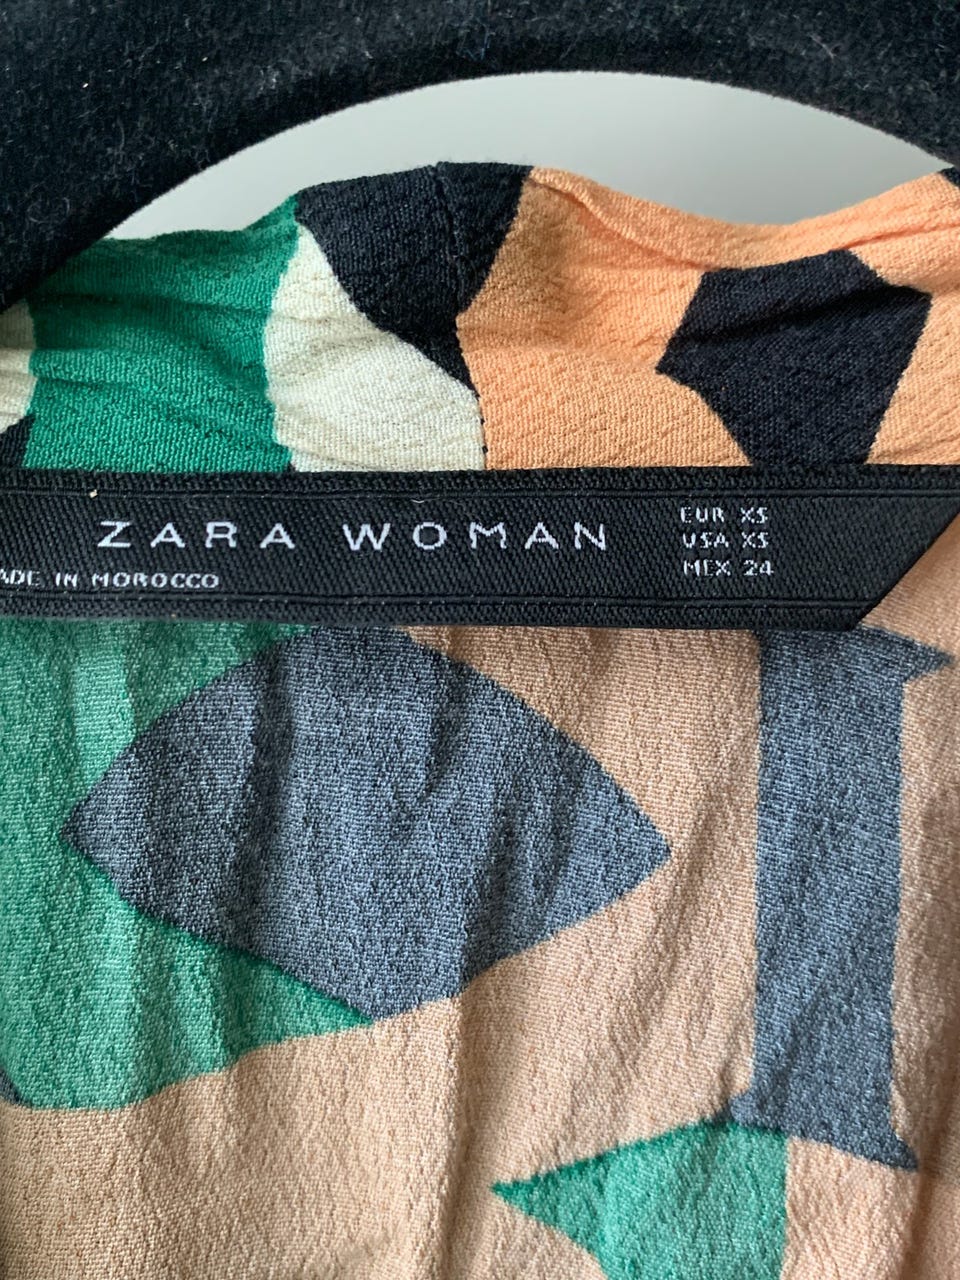 ZARA WOMAN
EUR XS
USA XS
MEX 24
ADE IN MOROCCO